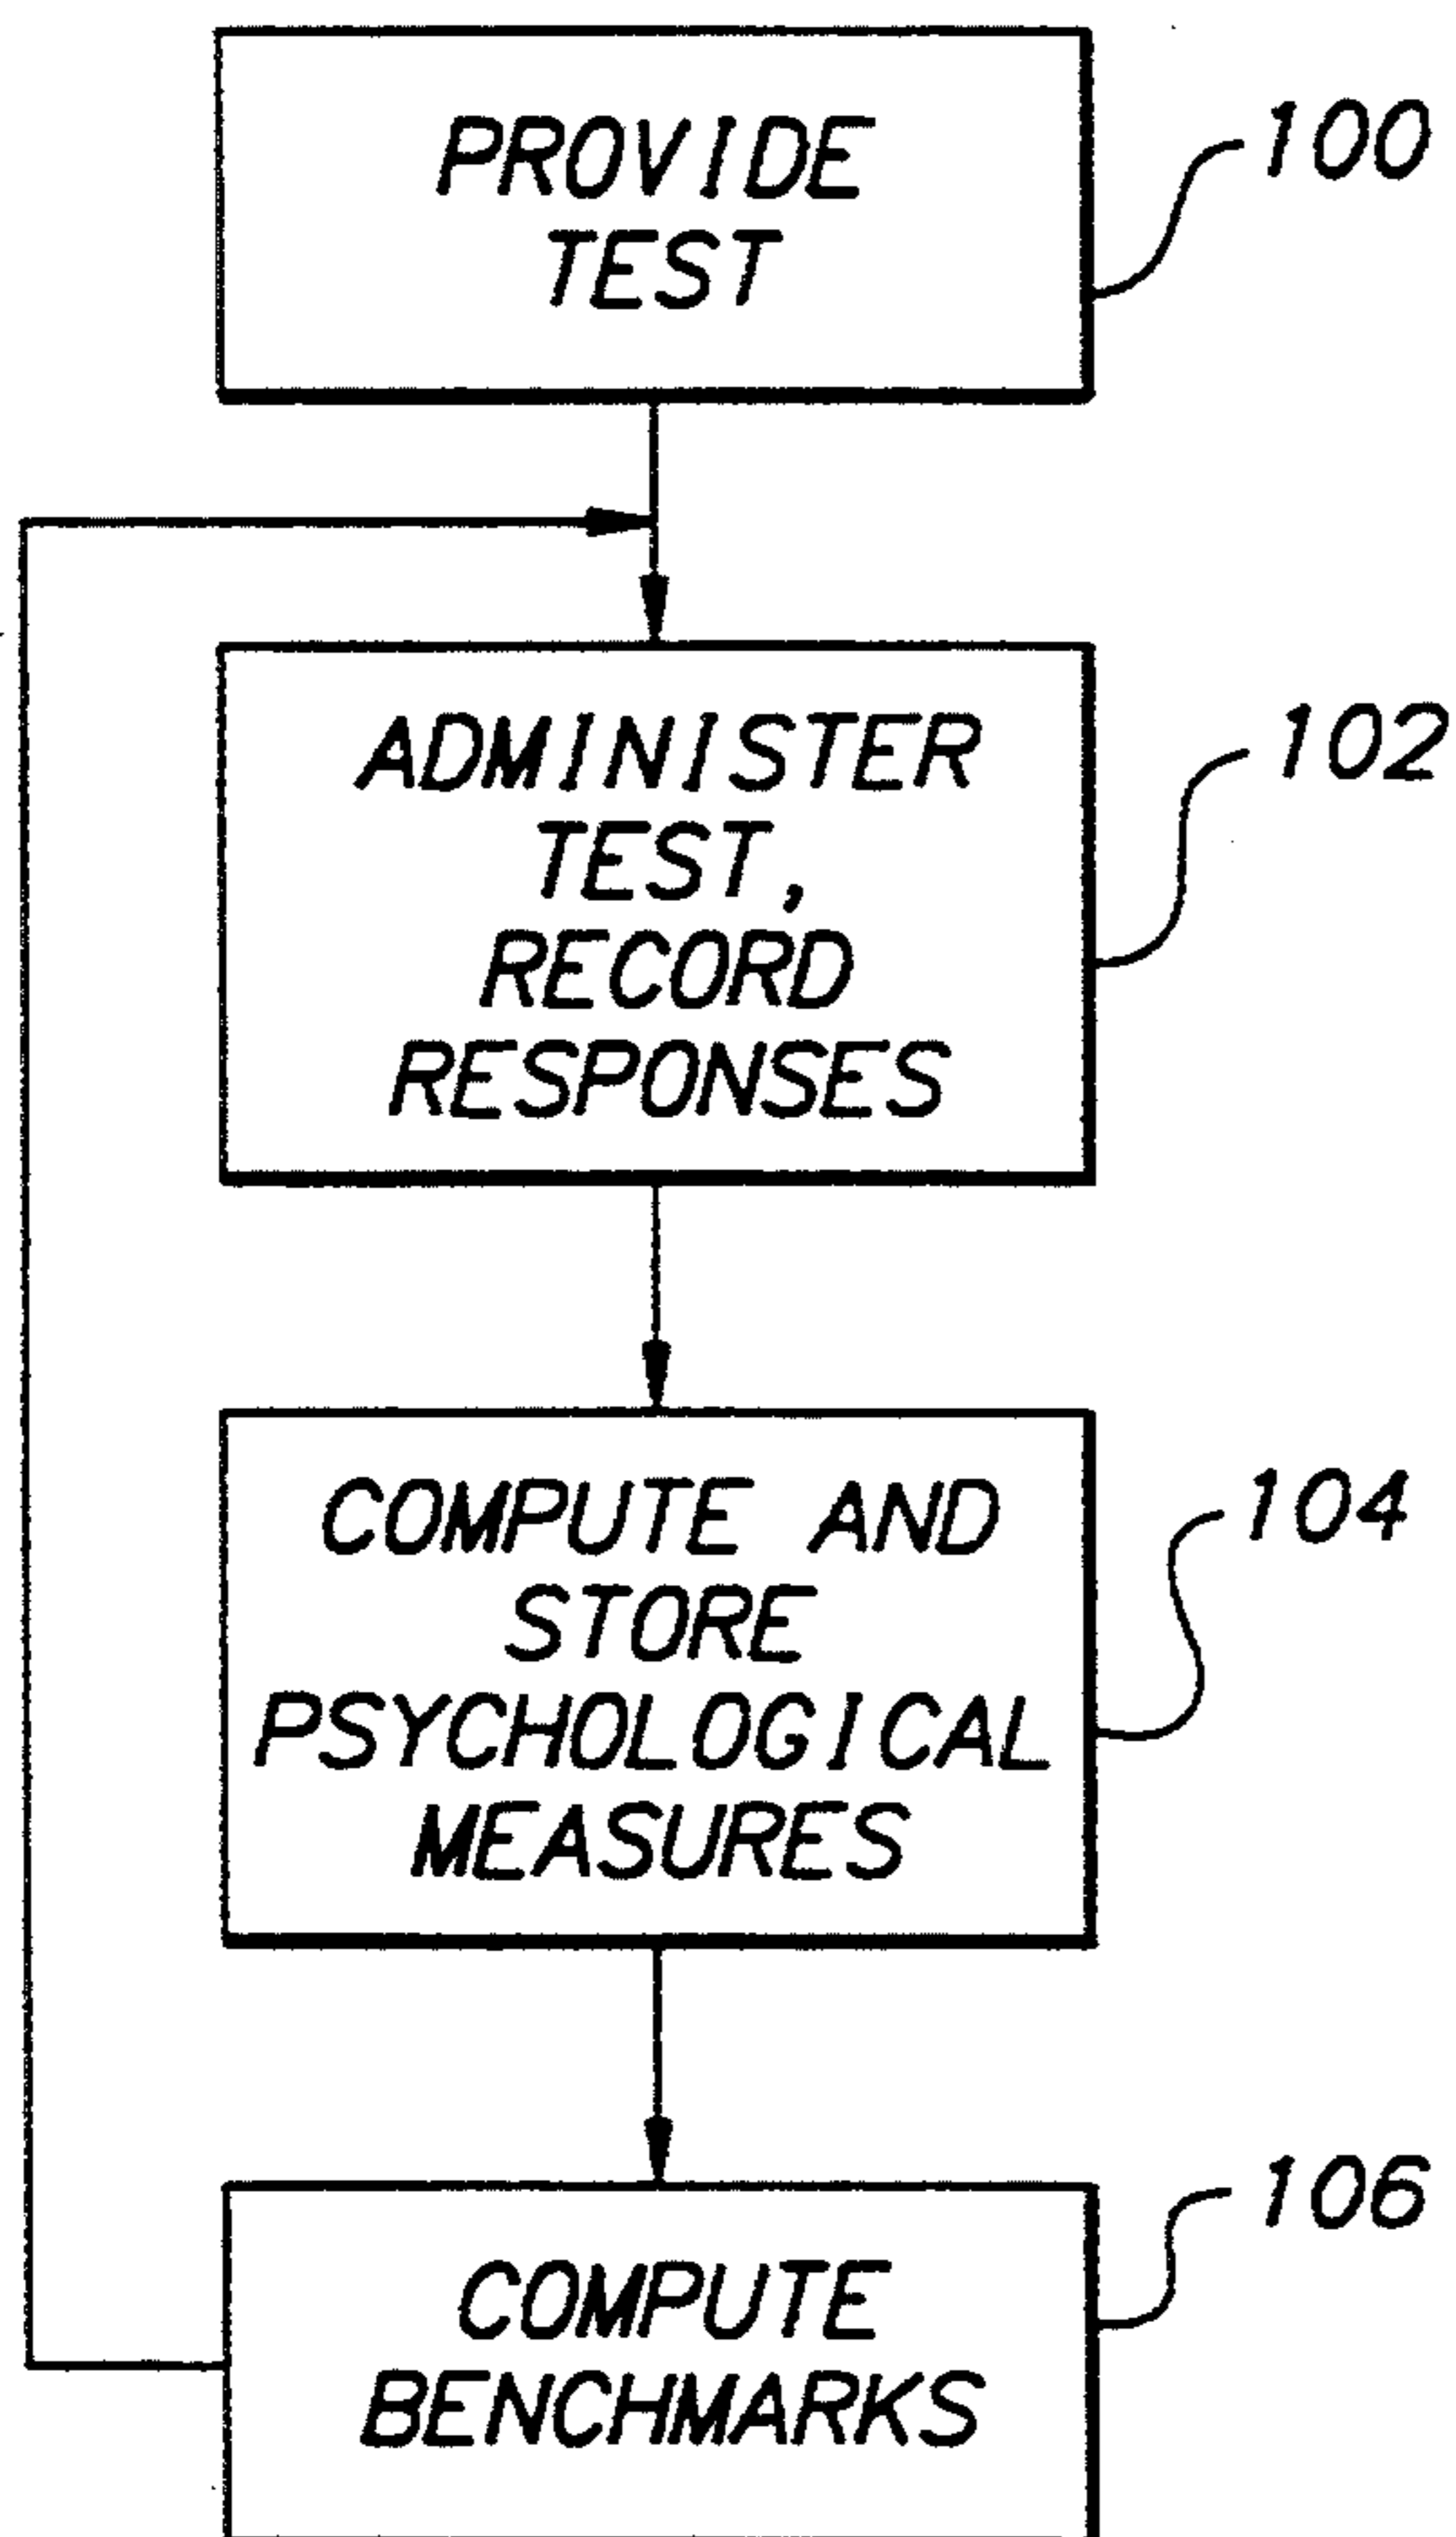 PROVIDE
TEST
100
ADMINISTER
TEST,
RECORD
RESPONSES
102
COMPUTE AND
STORE
PSYCHOLOGICAL
MEASURES
104
COMPUTE
BENCHMARKS
106